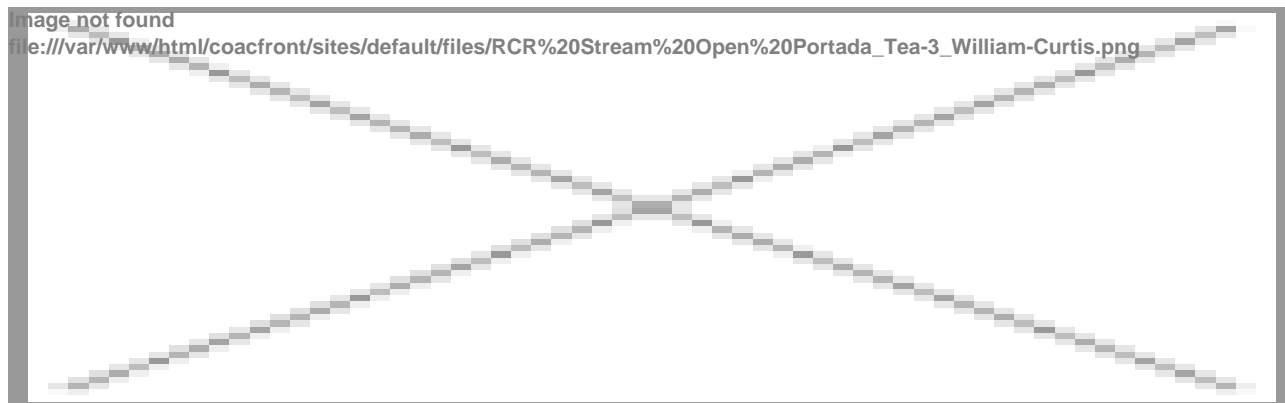 Image not found
file:///var/www/html/coacfront/sites/default/files/RCR%20Stream%20Open%20Portada_Tea-3_William-Curtis.png